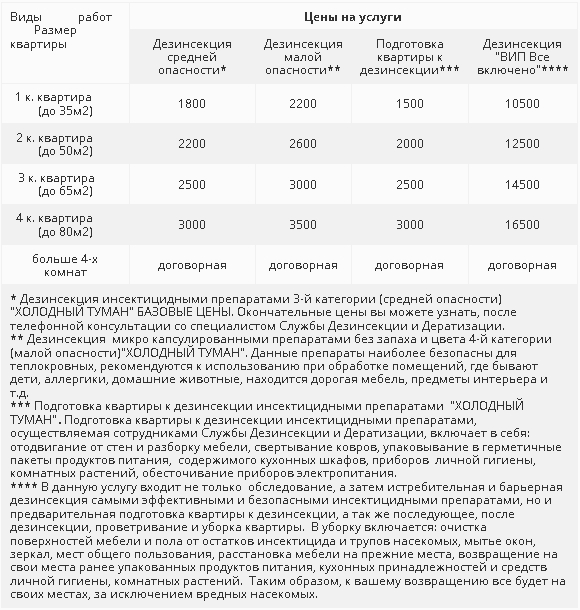 Виды работ
Размер
квартиры
Цены на услуги
Дезинсекция
средней
опасности*
Дезинсекция
малой
опасности**
Подготовка
квартиры к
дезинсекции***
Дезинсекция
"ВИП Все
включено"****
1 к. квартира
(до 35м2)
1800 2200 1500 10500
2 к. квартира
(до 50м2)
2200 2600 2000 12500
3 к. квартира
(до 65м2)
2500 3000 2500 14500
4 к. квартира
(до 80м2)
3000 3500 3000 16500
больше 4-х
комнат
договорная договорная договорная договорная
* Дезинсекция инсектицидными препаратами 3-й категории (средней опасности)
"ХОЛОДНЫЙ ТУМАН" БАЗОВЫЕ ЦЕНЫ. Окончательные цены вы можете узнать, после
телефонной консультации со специалистом Службы Дезинсекции и Дератизации.
** Дезинсекция микро капсулированными препаратами без запаха и цвета 4-й категории
(малой опасности)"ХОЛОДНЫЙ ТУМАН". Данные препараты наиболее безопасны для
теплокровных, рекомендуются к использованию при обработке помещений, где бывают
дети, аллергики, домашние животные, находится дорогая мебель, предметы интерьера и
т.д.
*** Подготовка квартиры к дезинсекции инсектицидными препаратами "ХОЛОДНЫЙ
ТУМАН". Подготовка квартиры к дезинсекции инсектицидными препаратами,
осуществляемая сотрудниками Службы Дезинсекции и Дератизации, включает в себя:
отодвигание от стен и разборку мебели, свертывание ковров, упаковывание в герметичные
пакеты продуктов питания, содержимого кухонных шкафов, приборов личной гигиены,
комнатных растений, обесточивание приборов электропитания.
**** В данную услугу входит не только обследование, а затем истребительная и барьерная
дезинсекция самыми эффективными и безопасными инсектицидными препаратами, но и
предварительная подготовка квартиры к дезинсекции, а так же последующее, после
дезинсекции, проветривание и уборка квартиры. В уборку включается: очистка
поверхностей мебели и пола от остатков инсектицида и трупов насекомых, мытье окон,
зеркал, мест общего пользования, расстановка мебели на прежние места, возвращение на
свои места ранее упакованных продуктов питания, кухонных принадлежностей и средств
личной гигиены, комнатных растений. Таким образом, к вашему возвращению все будет на
своих местах, за исключением вредных насекомых.